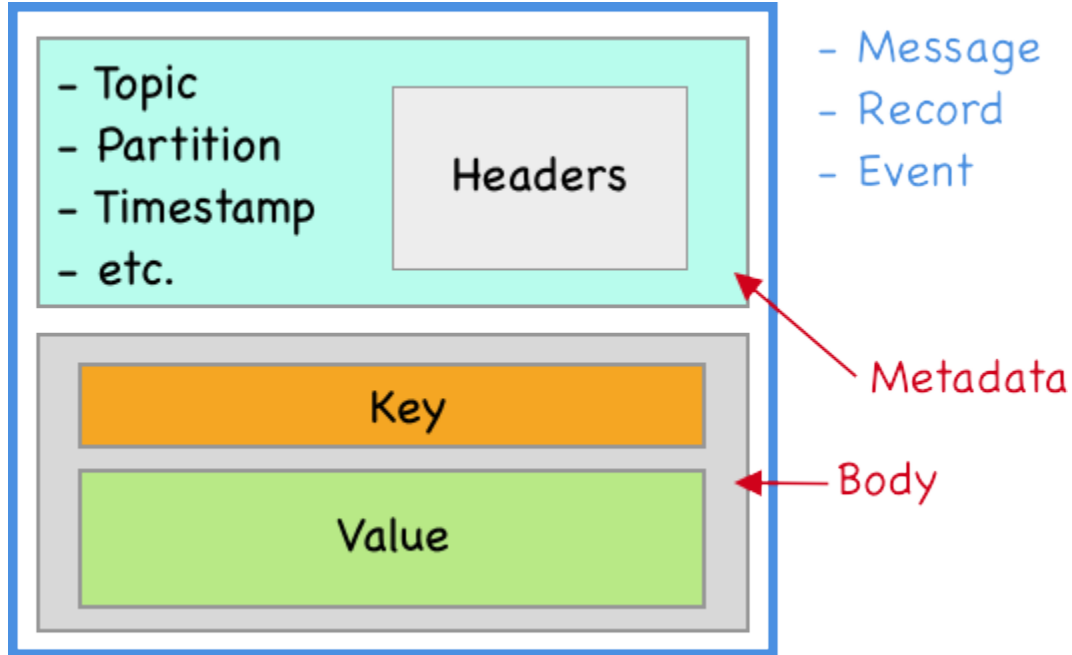 - Topic
- Partition
- Timestamp
- etc.
Headers
Key
Value
- Message
- Record
- Event
Metadata
Body